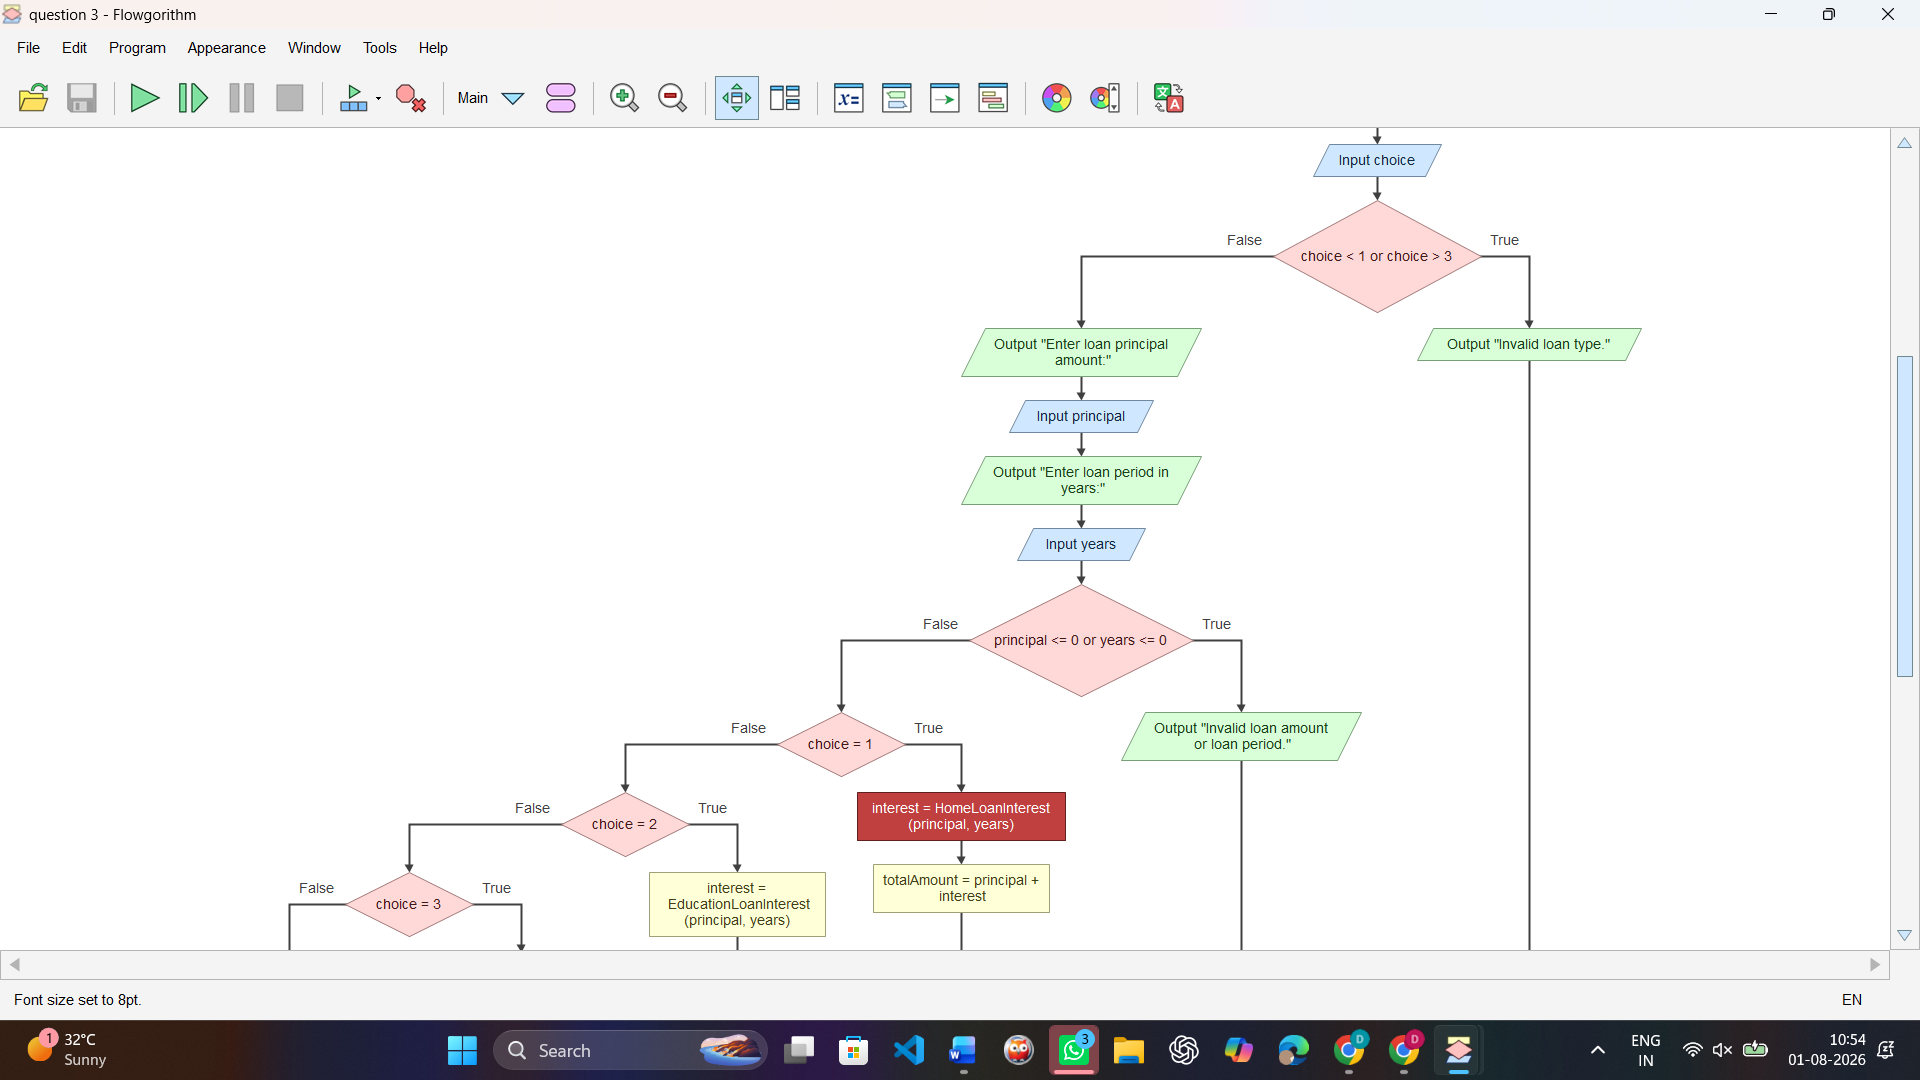 question 3 - Flowgorithm
File Edit Program Appearance Window Tools Help
Main
x=
Input choice
False
True
choice < 1 or choice > 3
Output "Enter loan principal
amount:"
Output "Invalid loan type."
Input principal
Output "Enter loan period in
years:"
Input years
False
True
principal <= 0 or years <= 0
False
True
choice = 1
Output "Invalid loan amount
or loan period."
False
True
choice = 2
interest = HomeLoanInterest
(principal, years)
False
True
choice = 3
interest =
EducationLoanInterest
(principal, years)
totalAmount = principal +
interest
Font size set to 8pt.
EN
1
32°C
Sunny
Search
3
D
D
ENG
IN
10:54
01-08-2026